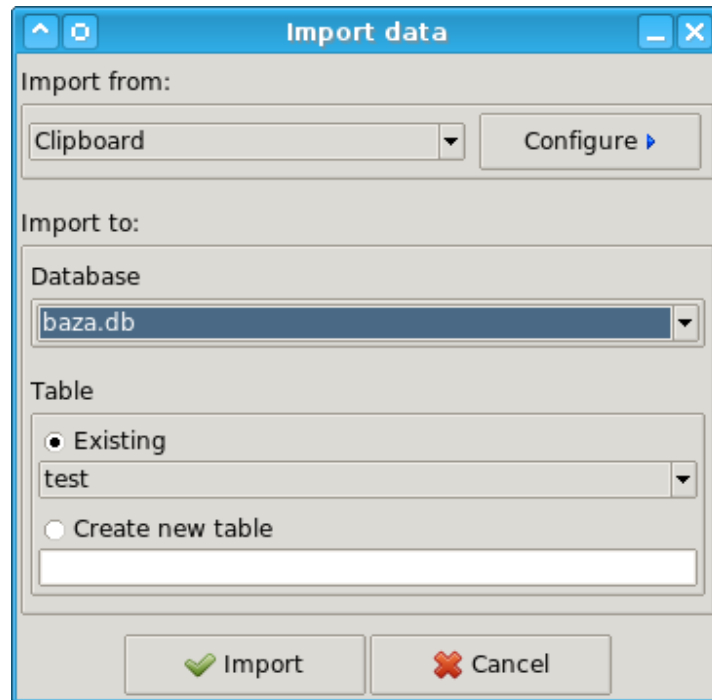 Import data
Import from:
Clipboard
Configure
Import to:
Database
baza.db
Table
Existing
test
Create new table
Import
Cancel